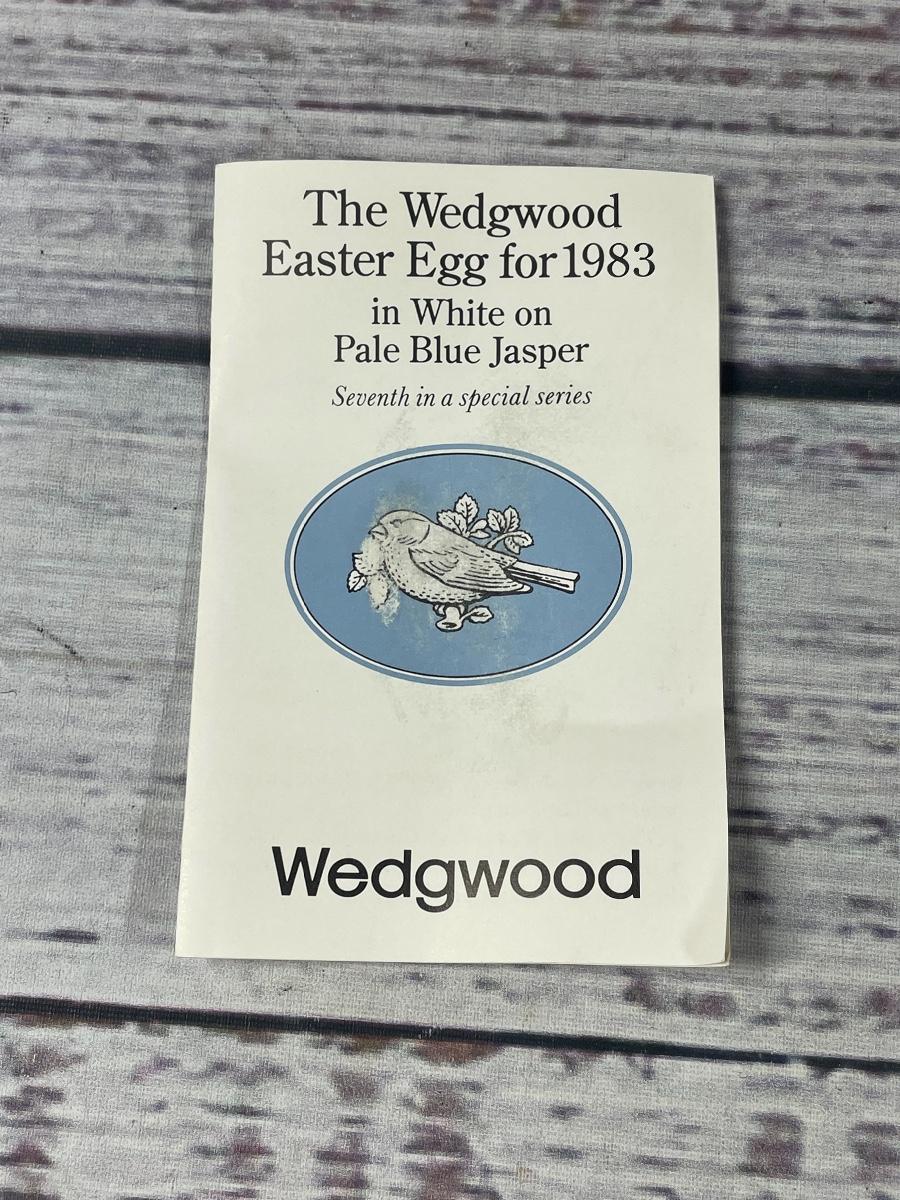 The Wedgwood
Easter Egg for 1983
in White on
Pale Blue Jasper
Seventh in a special series
Wedgwood